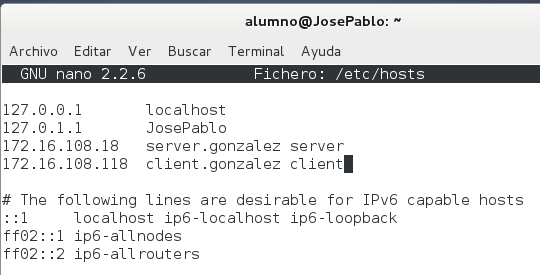 alumno@JosePablo: ~
Archivo Editar Ver Buscar Terminal Ayuda
GNU nano 2.2.6 Fichero: /etc/hosts
127.0.0.1 localhost
127.0.1.1 JosePablo
172.16.108.18 server.gonzalez server
172.16.108.118 client.gonzalez client
# The following lines are desirable for IPv6 capable hosts
::1 localhost ip6-localhost ip6-loopback
ff02::1 ip6-allnodes
ff02::2 ip6-allrouters